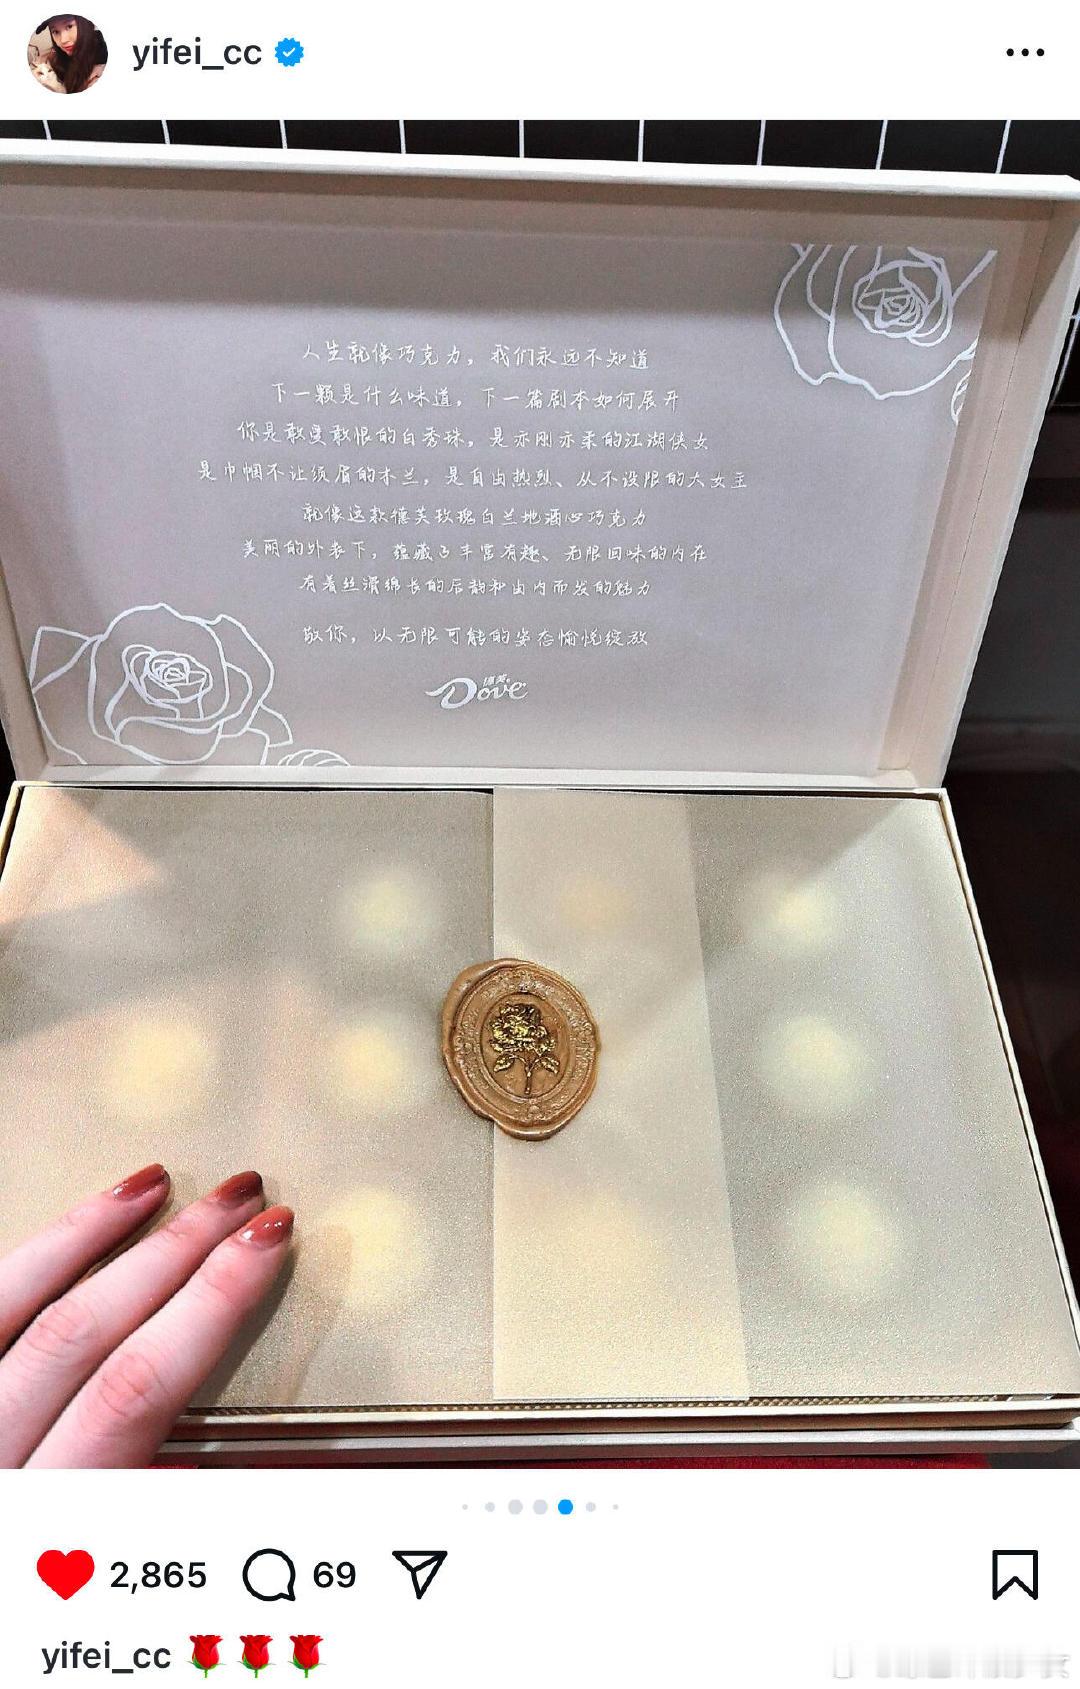 yifei_cc
人生就像巧克力，我们永远不知道
下一颗是什么味道，下一篇剧本如何展开
你是敢爱敢恨的白秀珠，是亦刚亦柔的江湖侠女
是巾帼不让须眉的木兰，是自由热烈、从不设限的大女主
就像这款德芙玫瑰白兰地酒心巧克力
美丽的外表下，蕴藏了丰富有趣、无限回味的内在
有着丝滑绵长的后韵和由内而发的魅力
敬你，以无限可能的姿态愉悦绽放
德芙
Dove
2,865 69
yifei_cc 🌹🌹🌹